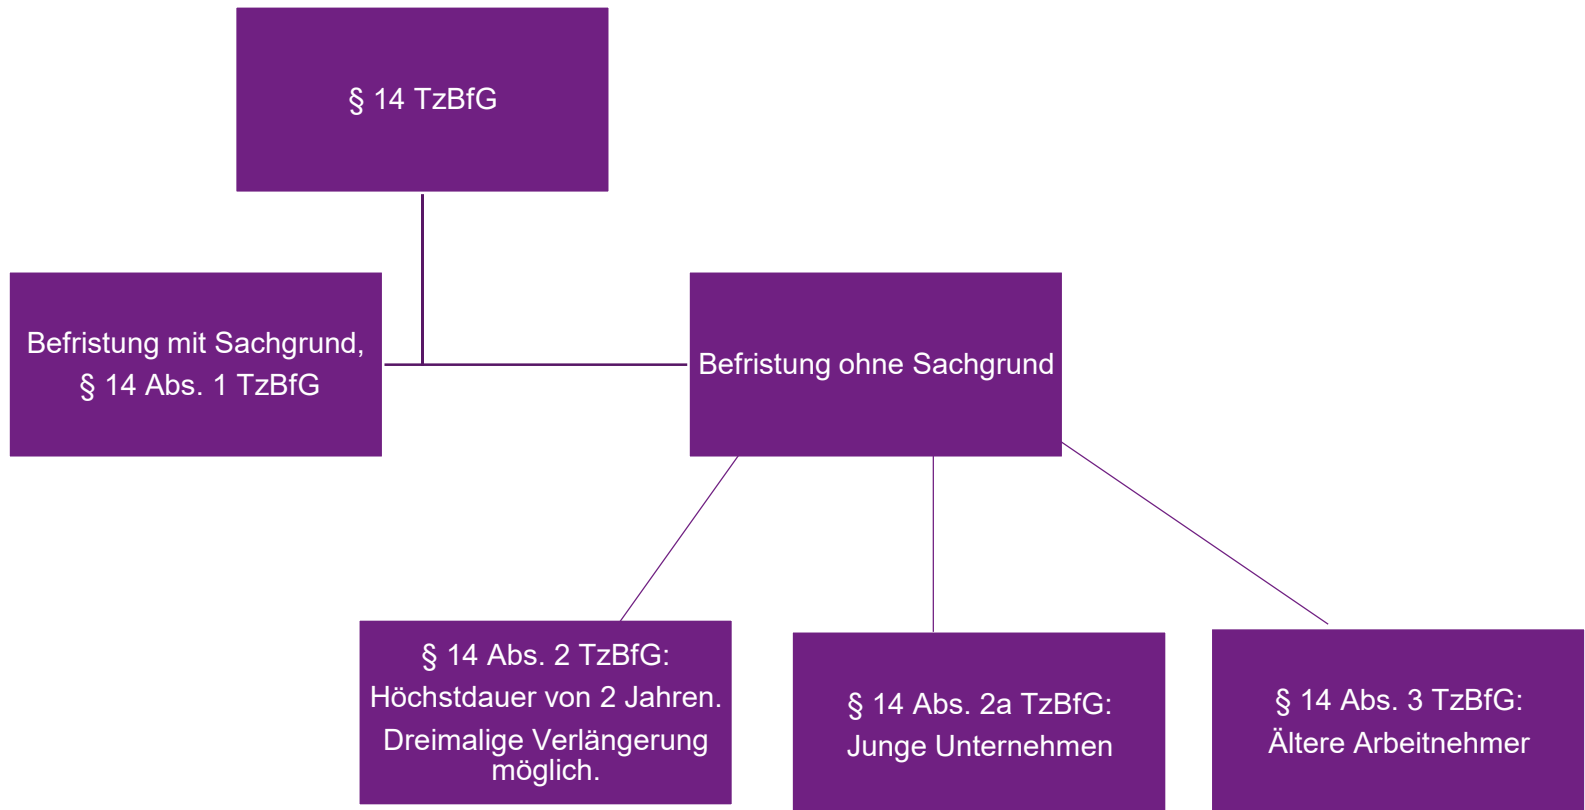 § 14 TzBfG
Befristung mit Sachgrund,
§ 14 Abs. 1 TzBfG
Befristung ohne Sachgrund
§ 14 Abs. 2 TzBfG:
Höchstdauer von 2 Jahren.
Dreimalige Verlängerung
möglich.
§ 14 Abs. 2a TzBfG:
Junge Unternehmen
§ 14 Abs. 3 TzBfG:
Ältere Arbeitnehmer